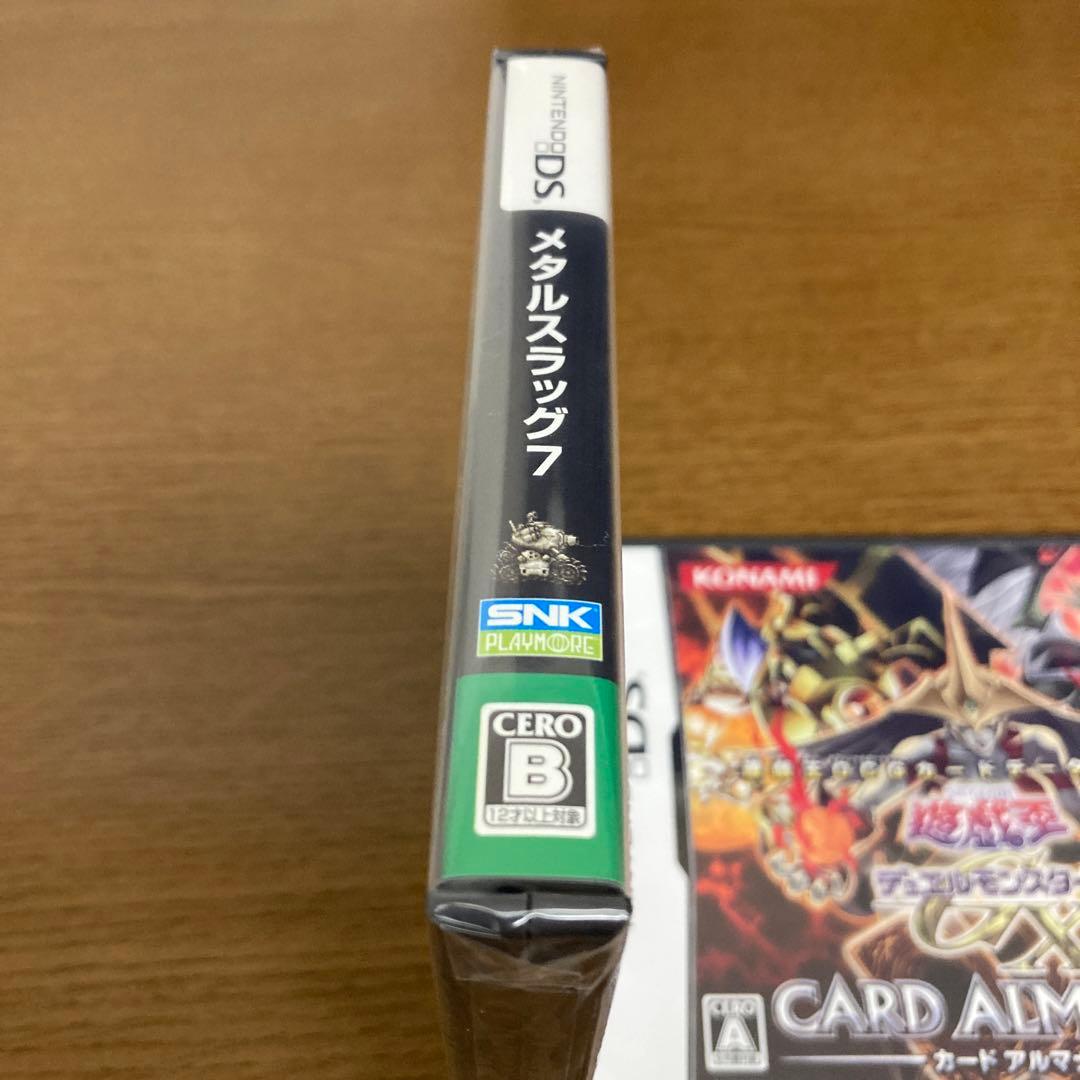 NINTENDO DS
メタルスラッグ7
SNK
PLAYMORE
CERO
B
12才以上対象
KONAMI
DS
遊戯王
デュエルモンスター
GX
CARD ALM
カード アルマ
CERO
A